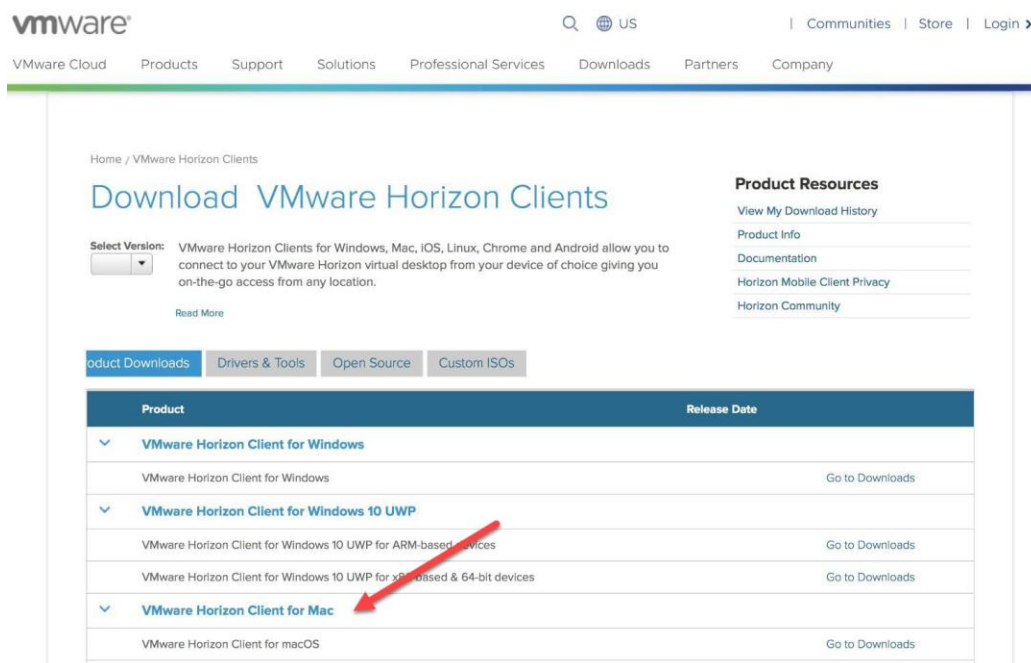 vmware®
US | Communities | Store | Login
VMware Cloud Products Support Solutions Professional Services Downloads Partners Company
Home / VMware Horizon Clients
Download VMware Horizon Clients
Select Version:
VMware Horizon Clients for Windows, Mac, iOS, Linux, Chrome and Android allow you to
connect to your VMware Horizon virtual desktop from your device of choice giving you
on-the-go access from any location.
Read More
Product Resources
View My Download History
Product Info
Documentation
Horizon Mobile Client Privacy
Horizon Community
oduct Downloads Drivers & Tools Open Source Custom ISOs
Product Release Date
VMware Horizon Client for Windows
VMware Horizon Client for Windows Go to Downloads
VMware Horizon Client for Windows 10 UWP
VMware Horizon Client for Windows 10 UWP for ARM-based devices Go to Downloads
VMware Horizon Client for Windows 10 UWP for x86-based & 64-bit devices Go to Downloads
VMware Horizon Client for Mac
VMware Horizon Client for macOS Go to Downloads